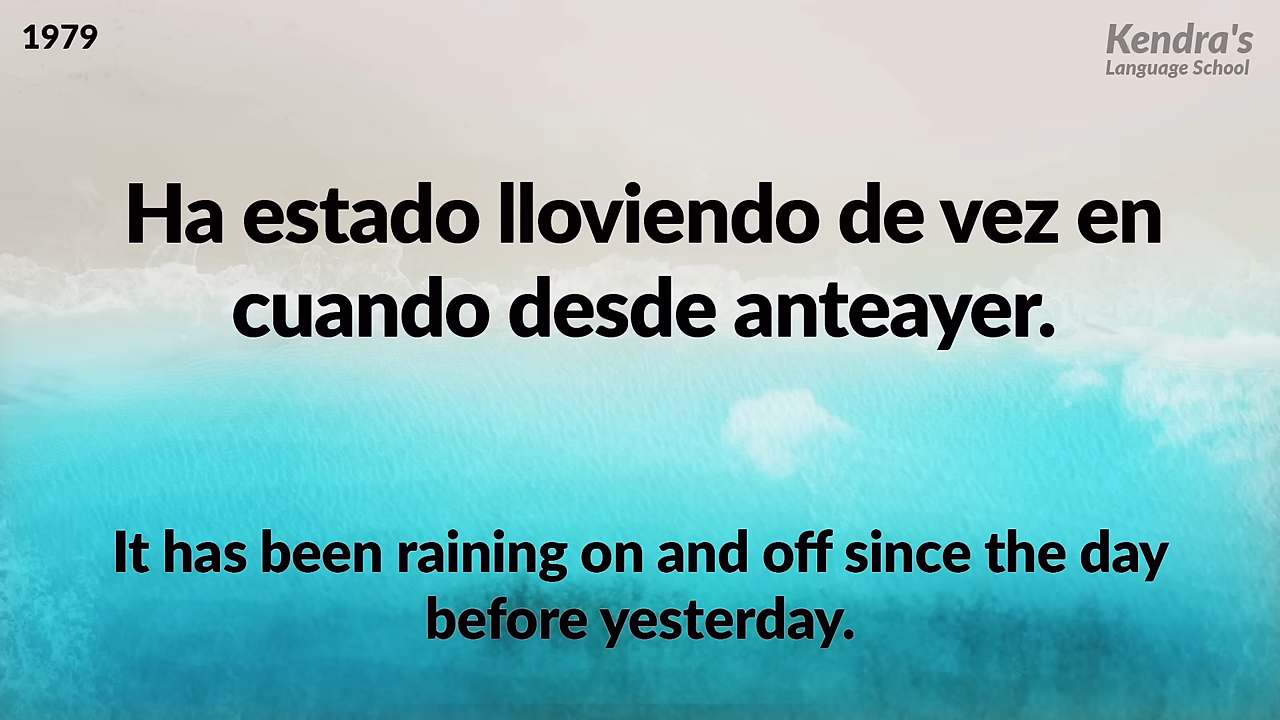 1979
Kendra's
Language School
Ha estado lloviendo de vez en
cuando desde anteayer.
It has been raining on and off since the day
before yesterday.